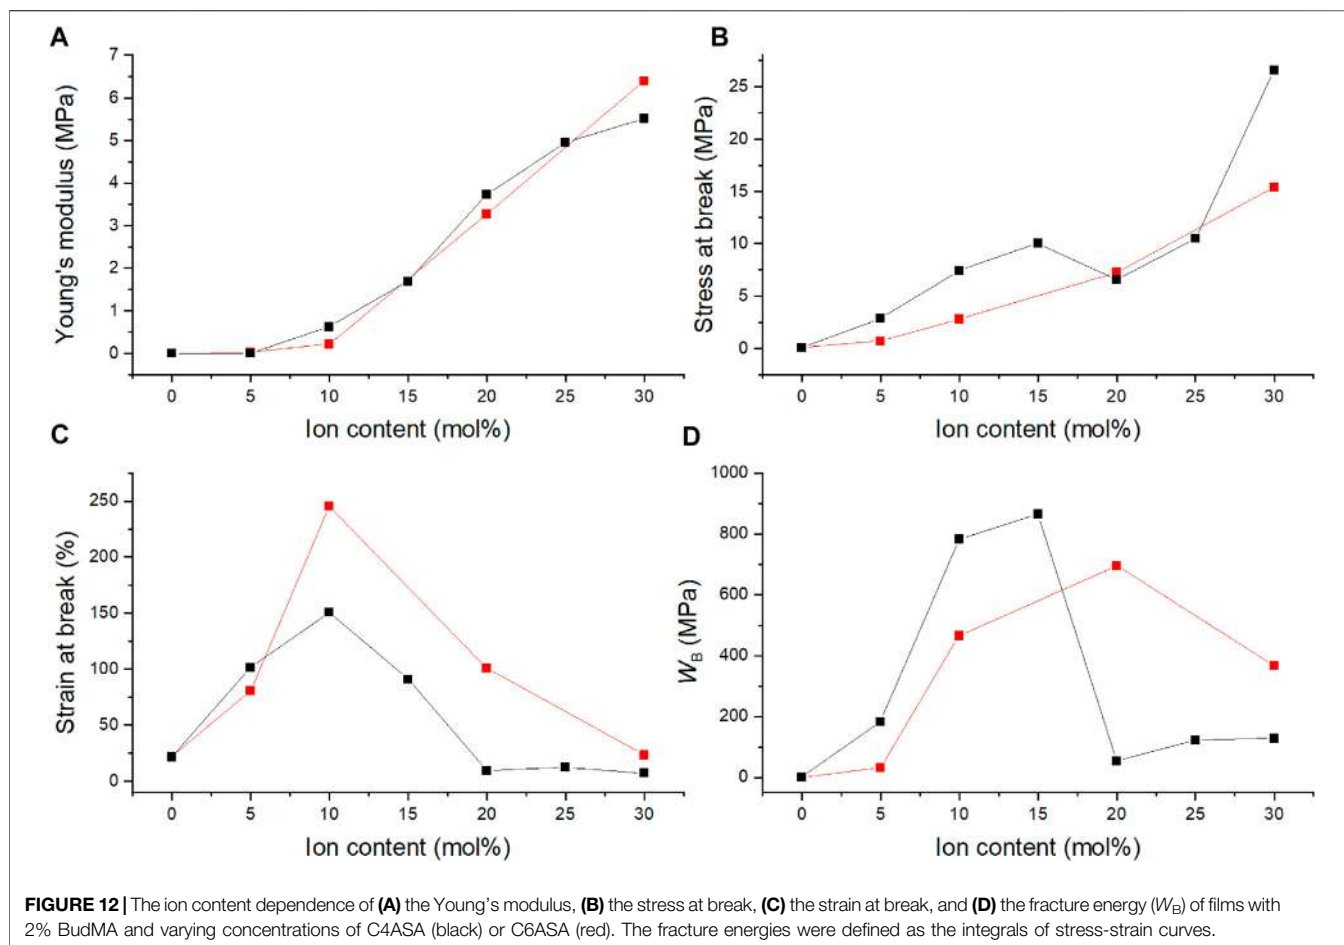 A
Young's modulus (MPa)
7
6
5
4
3
2
1
0
0 5 10 15 20 25 30
Ion content (mol%)
B
Stress at break (MPa)
25
20
15
10
5
0
0 5 10 15 20 25 30
Ion content (mol%)
C
Strain at break (%)
250
200
150
100
50
0
0 5 10 15 20 25 30
Ion content (mol%)
D
W_B (MPa)
1000
800
600
400
200
0
0 5 10 15 20 25 30
Ion content (mol%)
FIGURE 12 | The ion content dependence of (A) the Young's modulus, (B) the stress at break, (C) the strain at break, and (D) the fracture energy (W_B) of films with
2% BudMA and varying concentrations of C4ASA (black) or C6ASA (red). The fracture energies were defined as the integrals of stress-strain curves.